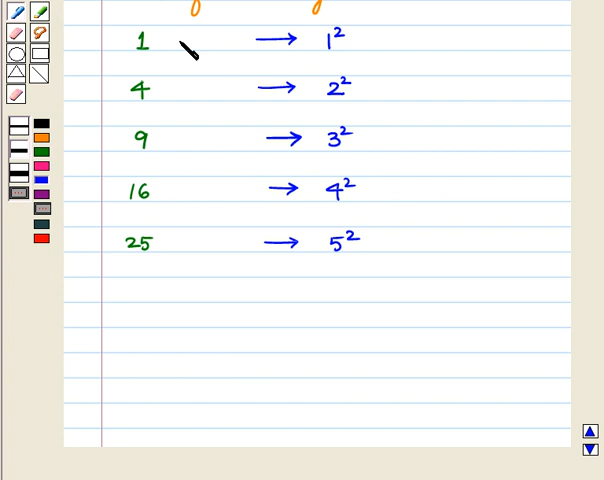 1 → 1²
4 → 2²
9 → 3²
16 → 4²
25 → 5²